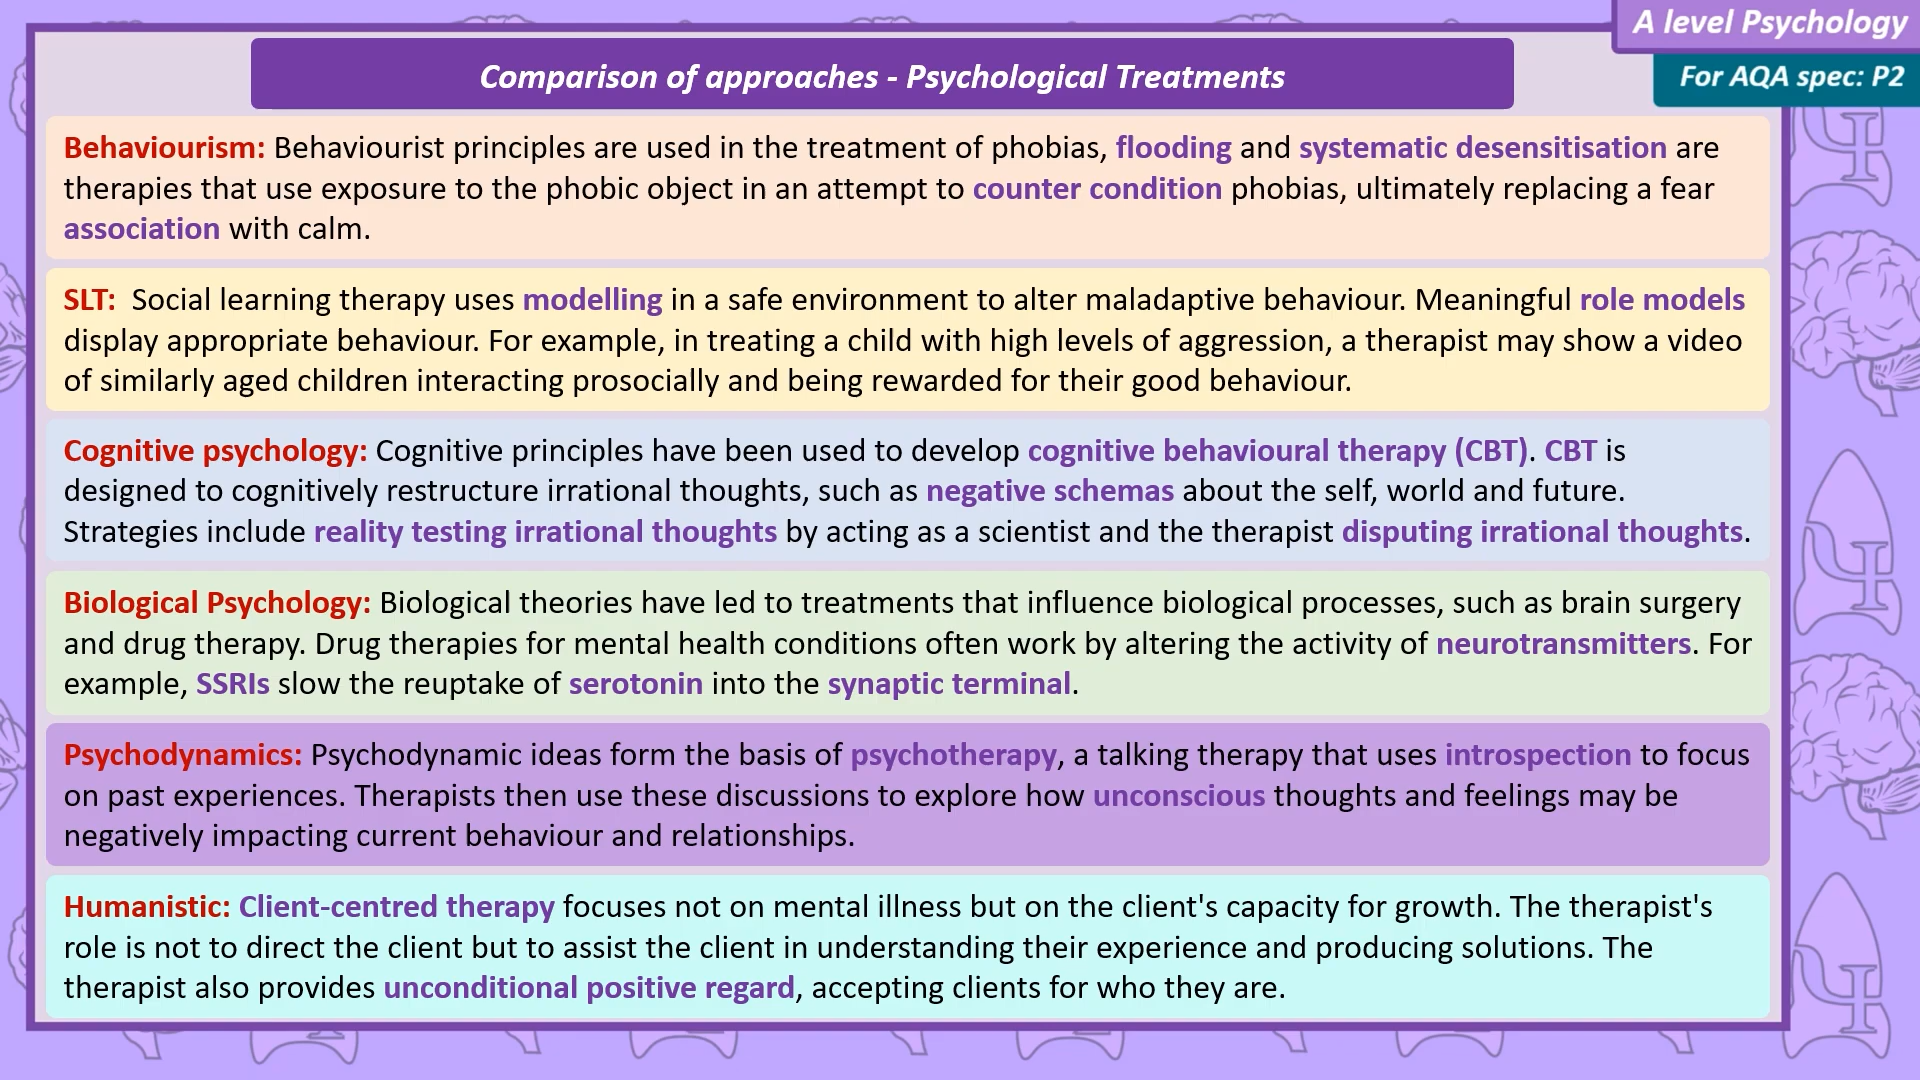 A level Psychology
For AQA spec: P2
Comparison of approaches - Psychological Treatments
Behaviourism: Behaviourist principles are used in the treatment of phobias, flooding and systematic desensitisation are
therapies that use exposure to the phobic object in an attempt to counter condition phobias, ultimately replacing a fear
association with calm.
SLT: Social learning therapy uses modelling in a safe environment to alter maladaptive behaviour. Meaningful role models
display appropriate behaviour. For example, in treating a child with high levels of aggression, a therapist may show a video
of similarly aged children interacting prosocially and being rewarded for their good behaviour.
Cognitive psychology: Cognitive principles have been used to develop cognitive behavioural therapy (CBT). CBT is
designed to cognitively restructure irrational thoughts, such as negative schemas about the self, world and future.
Strategies include reality testing irrational thoughts by acting as a scientist and the therapist disputing irrational thoughts.
Biological Psychology: Biological theories have led to treatments that influence biological processes, such as brain surgery
and drug therapy. Drug therapies for mental health conditions often work by altering the activity of neurotransmitters. For
example, SSRIs slow the reuptake of serotonin into the synaptic terminal.
Psychodynamics: Psychodynamic ideas form the basis of psychotherapy, a talking therapy that uses introspection to focus
on past experiences. Therapists then use these discussions to explore how unconscious thoughts and feelings may be
negatively impacting current behaviour and relationships.
Humanistic: Client-centred therapy focuses not on mental illness but on the client's capacity for growth. The therapist's
role is not to direct the client but to assist the client in understanding their experience and producing solutions. The
therapist also provides unconditional positive regard, accepting clients for who they are.